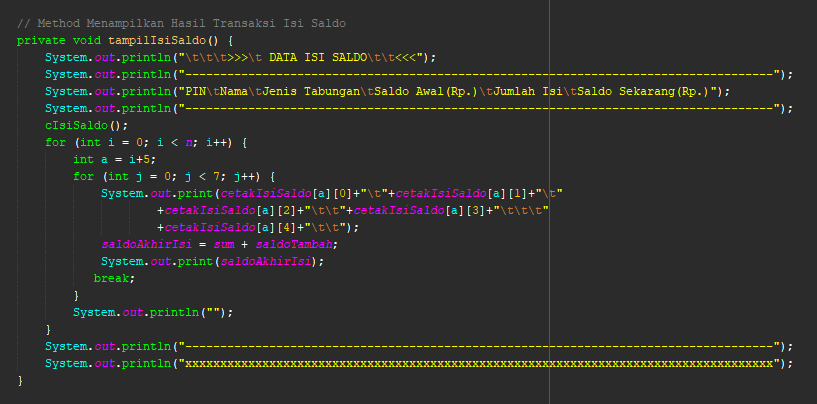 // Method Menampilkan Hasil Transaksi Isi Saldo
private void tampilIsiSaldo() {
    System.out.println("\t\t\t>>>\t DATA ISI SALDO\t\t<<<");
    System.out.println("------------------------------------------------------------------------------------");
    System.out.println("PIN\tNama\tJenis Tabungan\tSaldo Awal(Rp.)\tJumlah Isi\tSaldo Sekarang(Rp.)");
    System.out.println("------------------------------------------------------------------------------------");
    cIsiSaldo();
    for (int i = 0; i < n; i++) {
        int a = i+5;
        for (int j = 0; j < 7; j++) {
            System.out.print(cetakIsiSaldo[a][0]+"\t"+cetakIsiSaldo[a][1]+"\t"
                    +cetakIsiSaldo[a][2]+"\t\t"+cetakIsiSaldo[a][3]+"\t\t\t"
                    +cetakIsiSaldo[a][4]+"\t\t");
            saldoAkhirIsi = sum + saldoTambah;
            System.out.print(saldoAkhirIsi);
           break;
        }
        System.out.println("");
    }
    System.out.println("------------------------------------------------------------------------------------");
    System.out.println("xxxxxxxxxxxxxxxxxxxxxxxxxxxxxxxxxxxxxxxxxxxxxxxxxxxxxxxxxxxxxxxxxxxxxxxxxxxxxxxxxxxx");
}